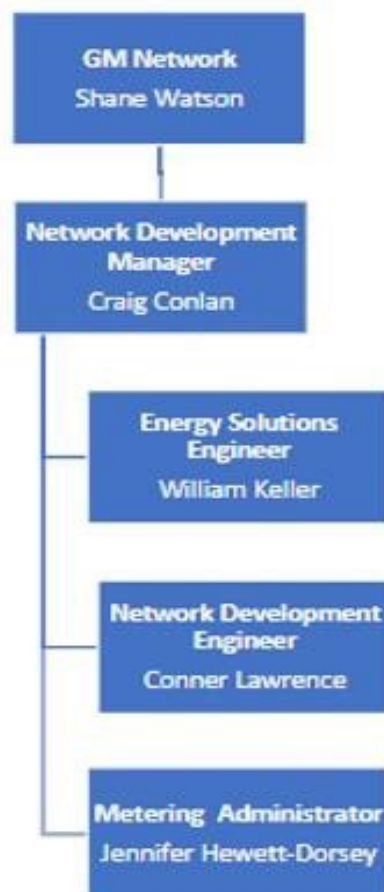 GM Network
Shane Watson
Network Development
Manager
Craig Conlan
Energy Solutions
Engineer
William Keller
Network Development
Engineer
Conner Lawrence
Metering Administrator
Jennifer Hewett-Dorsey